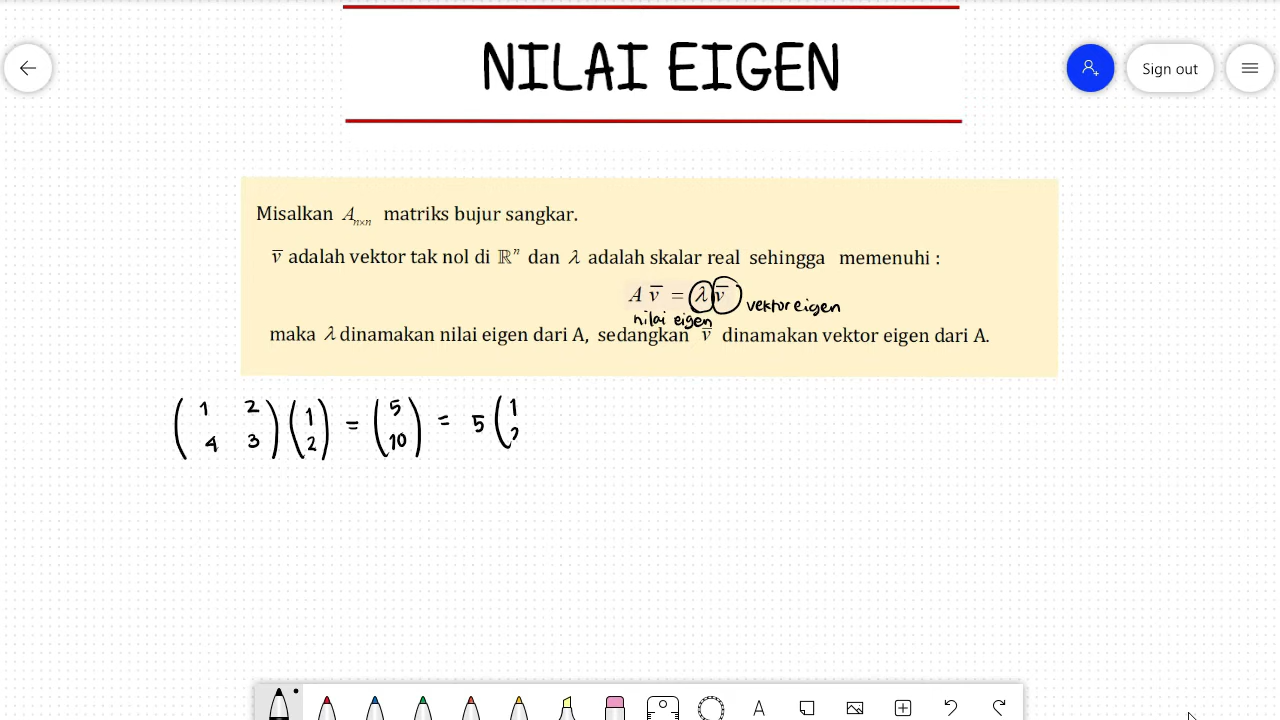 NILAI EIGEN
Sign out
Misalkan Aₙₓₙ matriks bujur sangkar.
v̅ adalah vektor tak nol di ℝⁿ dan λ adalah skalar real sehingga memenuhi :
A v̅ = λ v̅
vektor eigen
nilai eigen
maka λ dinamakan nilai eigen dari A, sedangkan v̅ dinamakan vektor eigen dari A.
(1 2) (1) = (5) = 5 (1
(4 3) (2) (10) 2
A